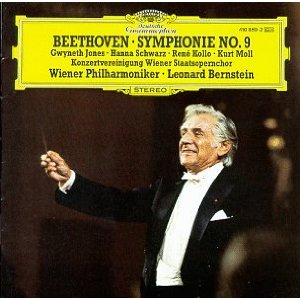 Deutsche
Grammophon
BEETHOVEN · SYMPHONIE NO. 9
Gwyneth Jones · Hanna Schwarz · René Kollo · Kurt Moll
Konzertvereinigung Wiener Staatsopernchor
Wiener Philharmoniker · Leonard Bernstein
STEREO